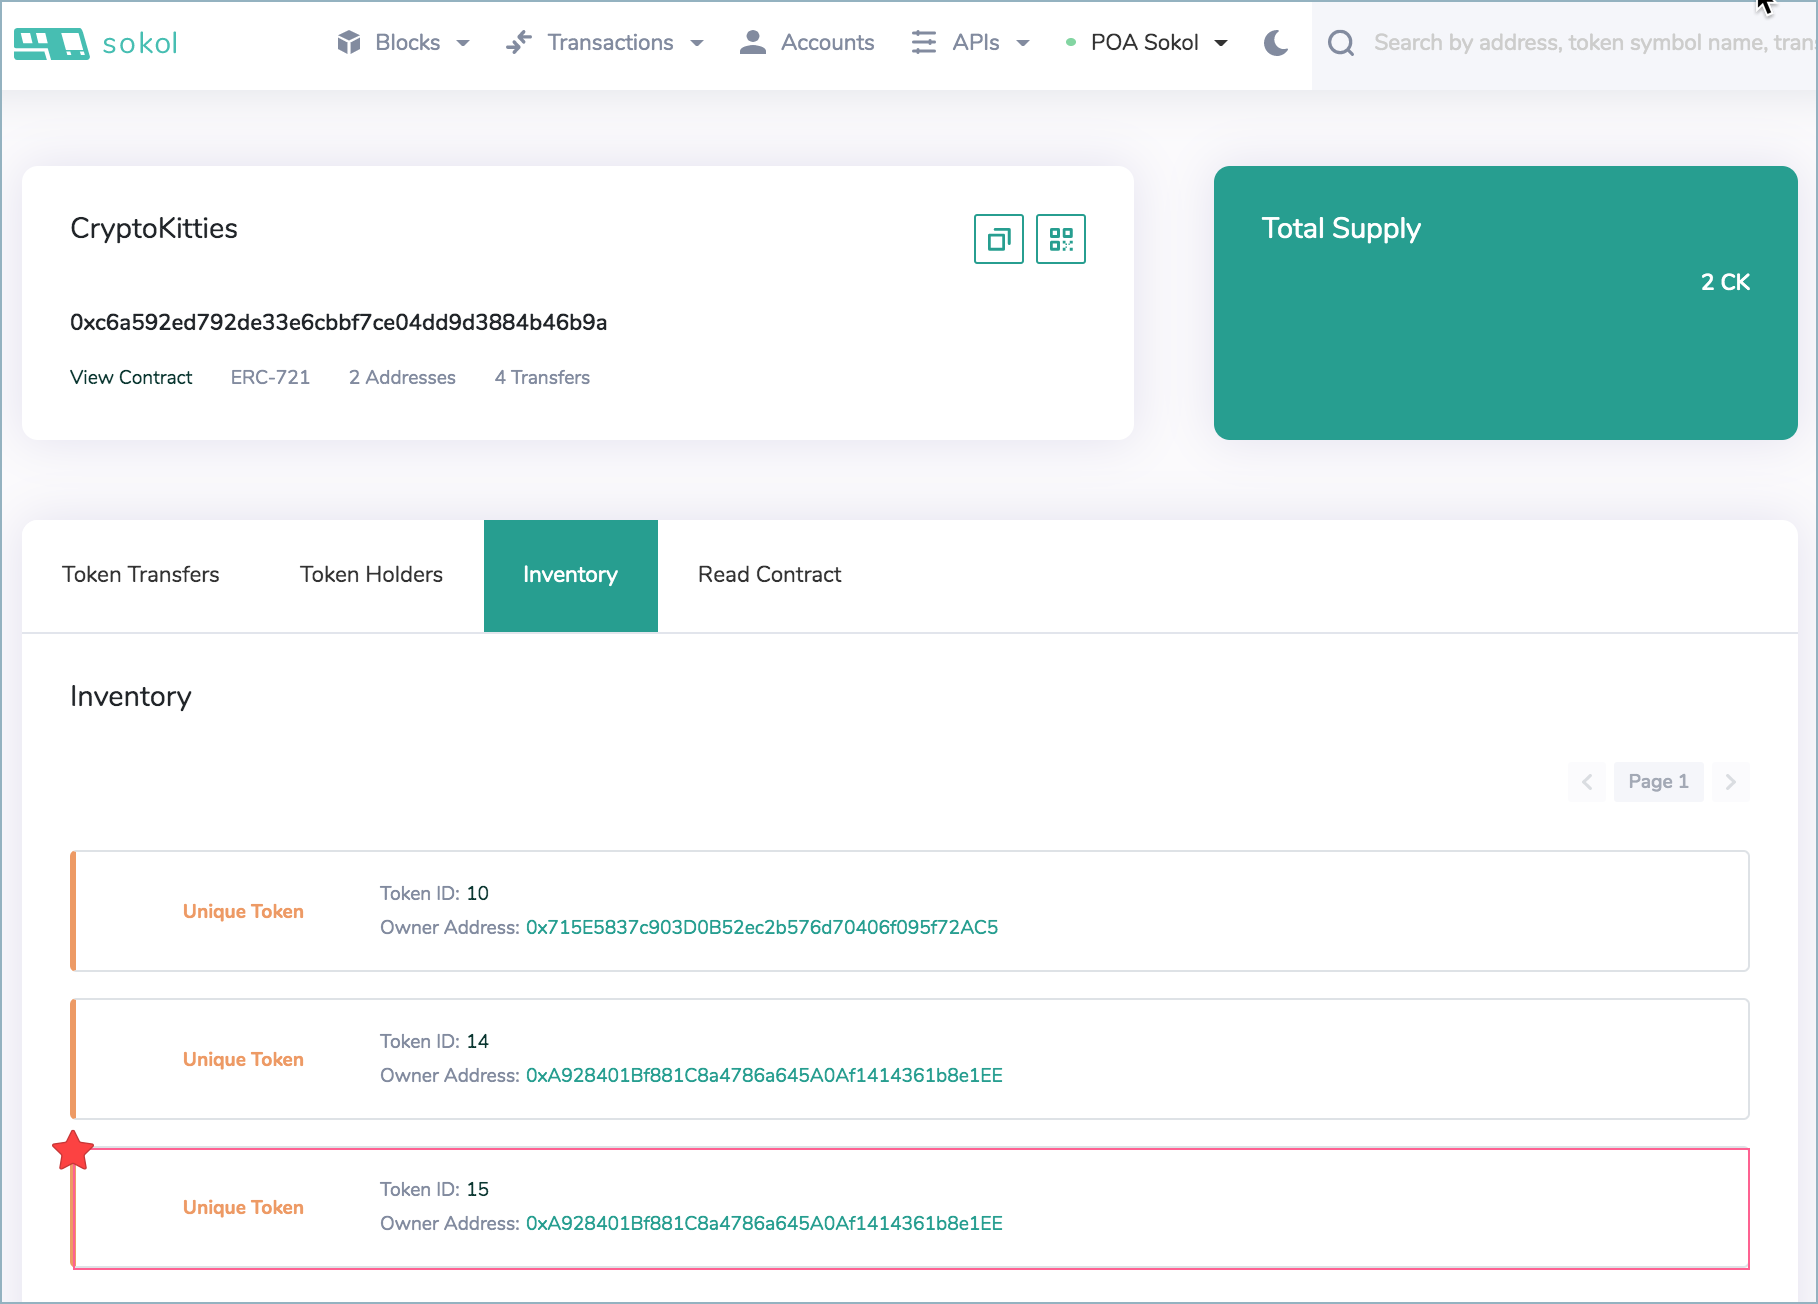 sokol Blocks Transactions Accounts APIs POA Sokol Search by address, token symbol name, tran
CryptoKitties
0xc6a592ed792de33e6cbbf7ce04dd9d3884b46b9a
View Contract ERC-721 2 Addresses 4 Transfers
Total Supply
2 CK
Token Transfers Token Holders Inventory Read Contract
Inventory
Page 1
Unique Token
Token ID: 10
Owner Address: 0x715E5837c903D0B52ec2b576d70406f095f72AC5
Unique Token
Token ID: 14
Owner Address: 0xA928401Bf881C8a4786a645A0Af1414361b8e1EE
Unique Token
Token ID: 15
Owner Address: 0xA928401Bf881C8a4786a645A0Af1414361b8e1EE